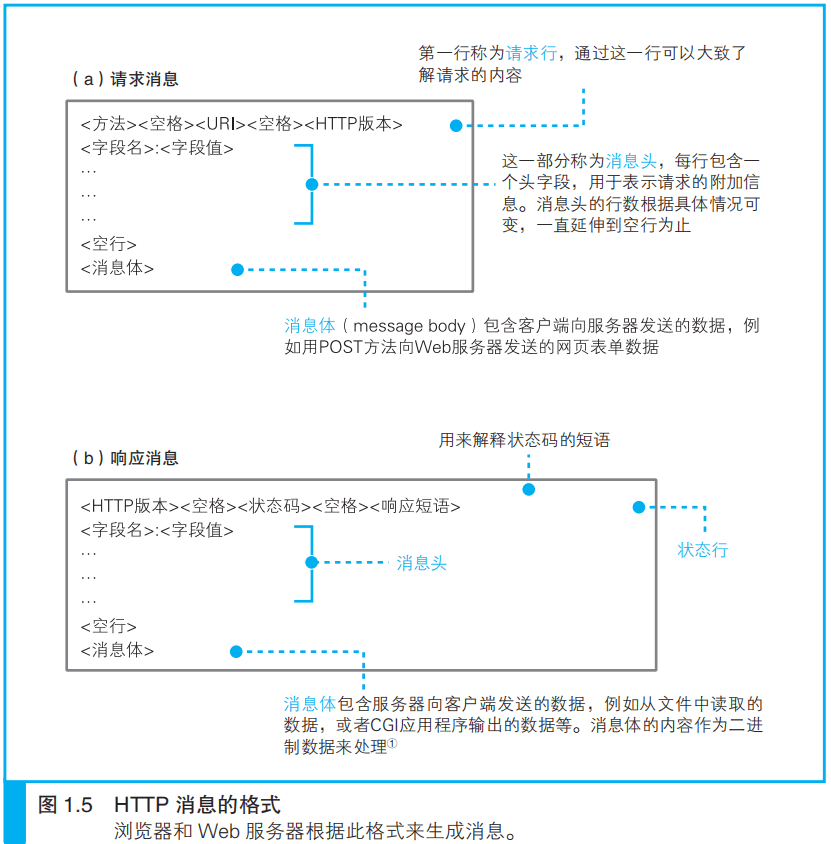 第一行称为请求行，通过这一行可以大致了
解请求的内容
（a）请求消息
<方法><空格><URI><空格><HTTP版本>
<字段名>:<字段值>
…
…
…
<空行>
<消息体>
这一部分称为消息头，每行包含一
个头字段，用于表示请求的附加信
息。消息头的行数根据具体情况可
变，一直延伸到空行为止
消息体（message body）包含客户端向服务器发送的数据，例
如用POST方法向Web服务器发送的网页表单数据
用来解释状态码的短语
（b）响应消息
<HTTP版本><空格><状态码><空格><响应短语>
<字段名>:<字段值>
…
…
…
<空行>
<消息体>
消息头
状态行
消息体包含服务器向客户端发送的数据，例如从文件中读取的
数据，或者CGI应用程序输出的数据等。消息体的内容作为二进
制数据来处理①
图 1.5 HTTP 消息的格式
浏览器和 Web 服务器根据此格式来生成消息。